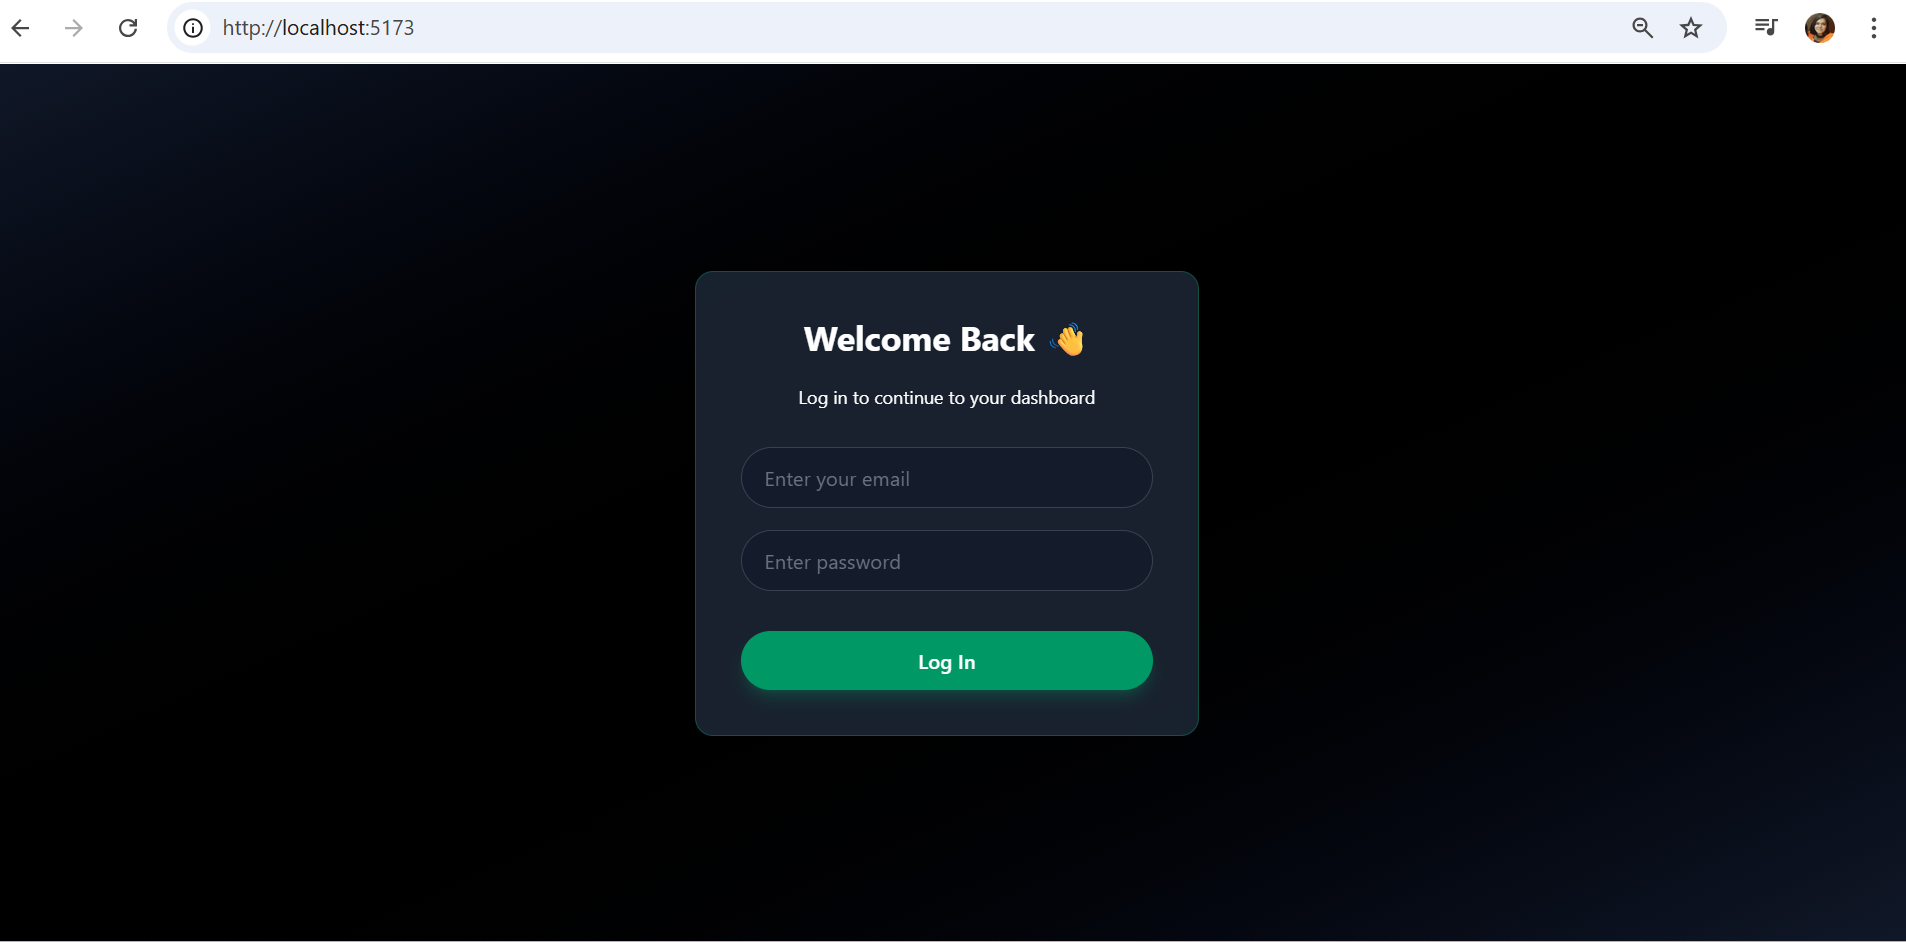 http://localhost:5173
Welcome Back 👋
Log in to continue to your dashboard
Enter your email
Enter password
Log In